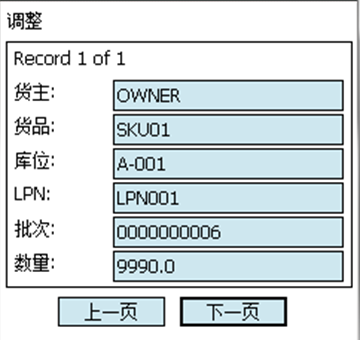 调整
Record 1 of 1
货主: OWNER
货品: SKU01
库位: A-001
LPN: LPN001
批次: 0000000006
数量: 9990.0
上一页 下一页